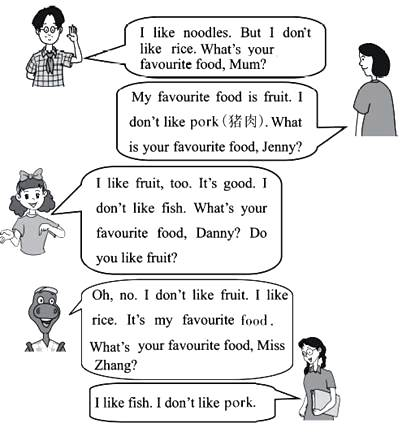 I like noodles. But I don't
like rice. What's your
favourite food, Mum?
My favourite food is fruit. I
don't like pork(猪肉). What
is your favourite food, Jenny?
I like fruit, too. It's good. I
don't like fish. What's your
favourite food, Danny? Do
you like fruit?
Oh, no. I don't like fruit. I like
rice. It's my favourite food.
What's your favourite food, Miss
Zhang?
I like fish. I don't like pork.